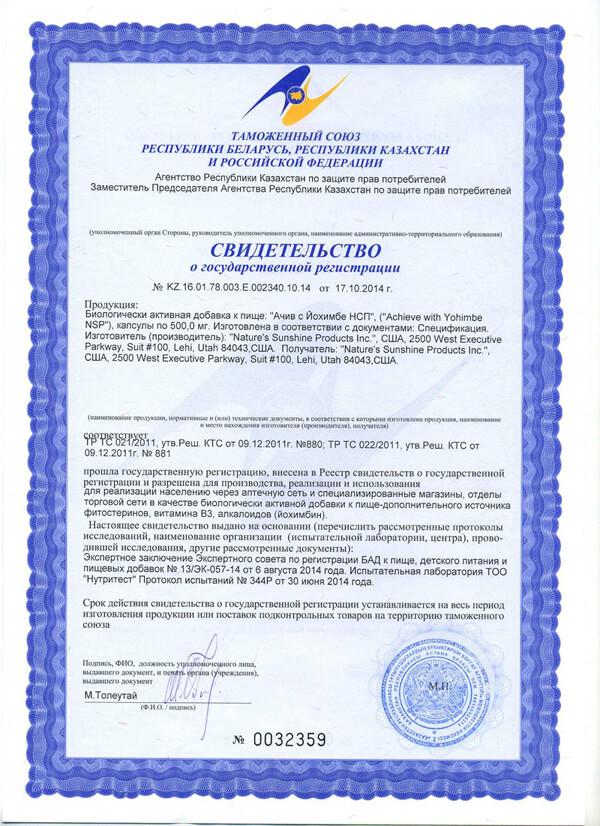 ТАМОЖЕННЫЙ СОЮЗ
РЕСПУБЛИКИ БЕЛАРУСЬ, РЕСПУБЛИКИ КАЗАХСТАН
И РОССИЙСКОЙ ФЕДЕРАЦИИ
Агентство Республики Казахстан по защите прав потребителей
Заместитель Председателя Агентства Республики Казахстан по защите прав потребителей
(уполномоченный орган Стороны, руководитель уполномоченного органа, наименование административно-территориального образования)
СВИДЕТЕЛЬСТВО
о государственной регистрации
№ KZ.16.01.78.003.E.002340.10.14 от 17.10.2014 г.
Продукция:
Биологически активная добавка к пище: "Ачив с Йохимбе НСП", ("Achieve with Yohimbe
NSP"), капсулы по 500,0 мг. Изготовлена в соответствии с документами: Спецификация.
Изготовитель (производитель): "Nature's Sunshine Products Inc.", США, 2500 West Executive
Parkway, Suit #100, Lehi, Utah 84043,США. Получатель: "Nature's Sunshine Products Inc.",
США, 2500 West Executive Parkway, Suit #100, Lehi, Utah 84043,США.
(наименование продукции, нормативные и (или) технические документы, в соответствии с которыми изготовлена продукция, наименование
и место нахождения изготовителя (производителя), получателя)
соответствует
ТР ТС 021/2011, утв.Реш. КТС от 09.12.2011г. №880; ТР ТС 022/2011, утв.Реш. КТС от
09.12.2011г. № 881
прошла государственную регистрацию, внесена в Реестр свидетельств о государственной
регистрации и разрешена для производства, реализации и использования
для реализации населению через аптечную сеть и специализированные магазины, отделы
торговой сети в качестве биологически активной добавки к пище-дополнительного источника
фитостеринов, витамина В3, алкалоидов (йохимбин).
Настоящее свидетельство выдано на основании (перечислить рассмотренные протоколы
исследований, наименование организации (испытательной лаборатории, центра), прово-
дившей исследования, другие рассмотренные документы):
Экспертное заключение Экспертного совета по регистрации БАД к пище, детского питания и
пищевых добавок № 13/ЭК-057-14 от 6 августа 2014 года. Испытательная лаборатория ТОО
"Нутритест" Протокол испытаний № 344Р от 30 июня 2014 года.
Срок действия свидетельства о государственной регистрации устанавливается на весь период
изготовления продукции или поставок подконтрольных товаров на территорию таможенного
союза
Подпись, ФИО, должность уполномоченного лица,
выдавшего документ, и печать органа (учреждения),
выдавшего документ
М.Толеутай
(Ф.И.О. / подпись)
М.П.
№ 0032359